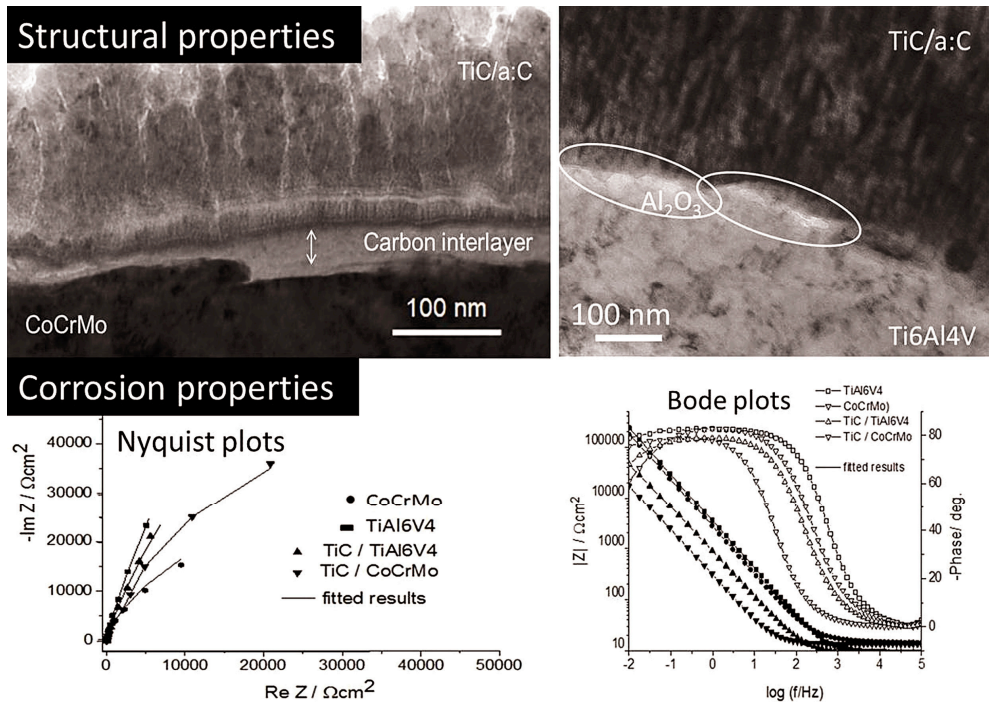 Structural properties
TiC/a:C
Carbon interlayer
100 nm
CoCrMo
TiC/a:C
Al₂O₃
100 nm
Ti6Al4V
Corrosion properties
Nyquist plots
-Im Z / Ωcm²
40000
30000
20000
10000
0
CoCrMo
TiAl6V4
TiC / TiAl6V4
TiC / CoCrMo
fitted results
0 10000 20000 30000 40000 50000
Re Z / Ωcm²
Bode plots
TiAl6V4
CoCrMo)
TiC / TiAl6V4
TiC / CoCrMo
fitted results
|Z| / Ωcm²
100000
10000
1000
100
10
80
60
40
20
0
-Phase/ deg.
-2 -1 0 1 2 3 4 5
log (f/Hz)